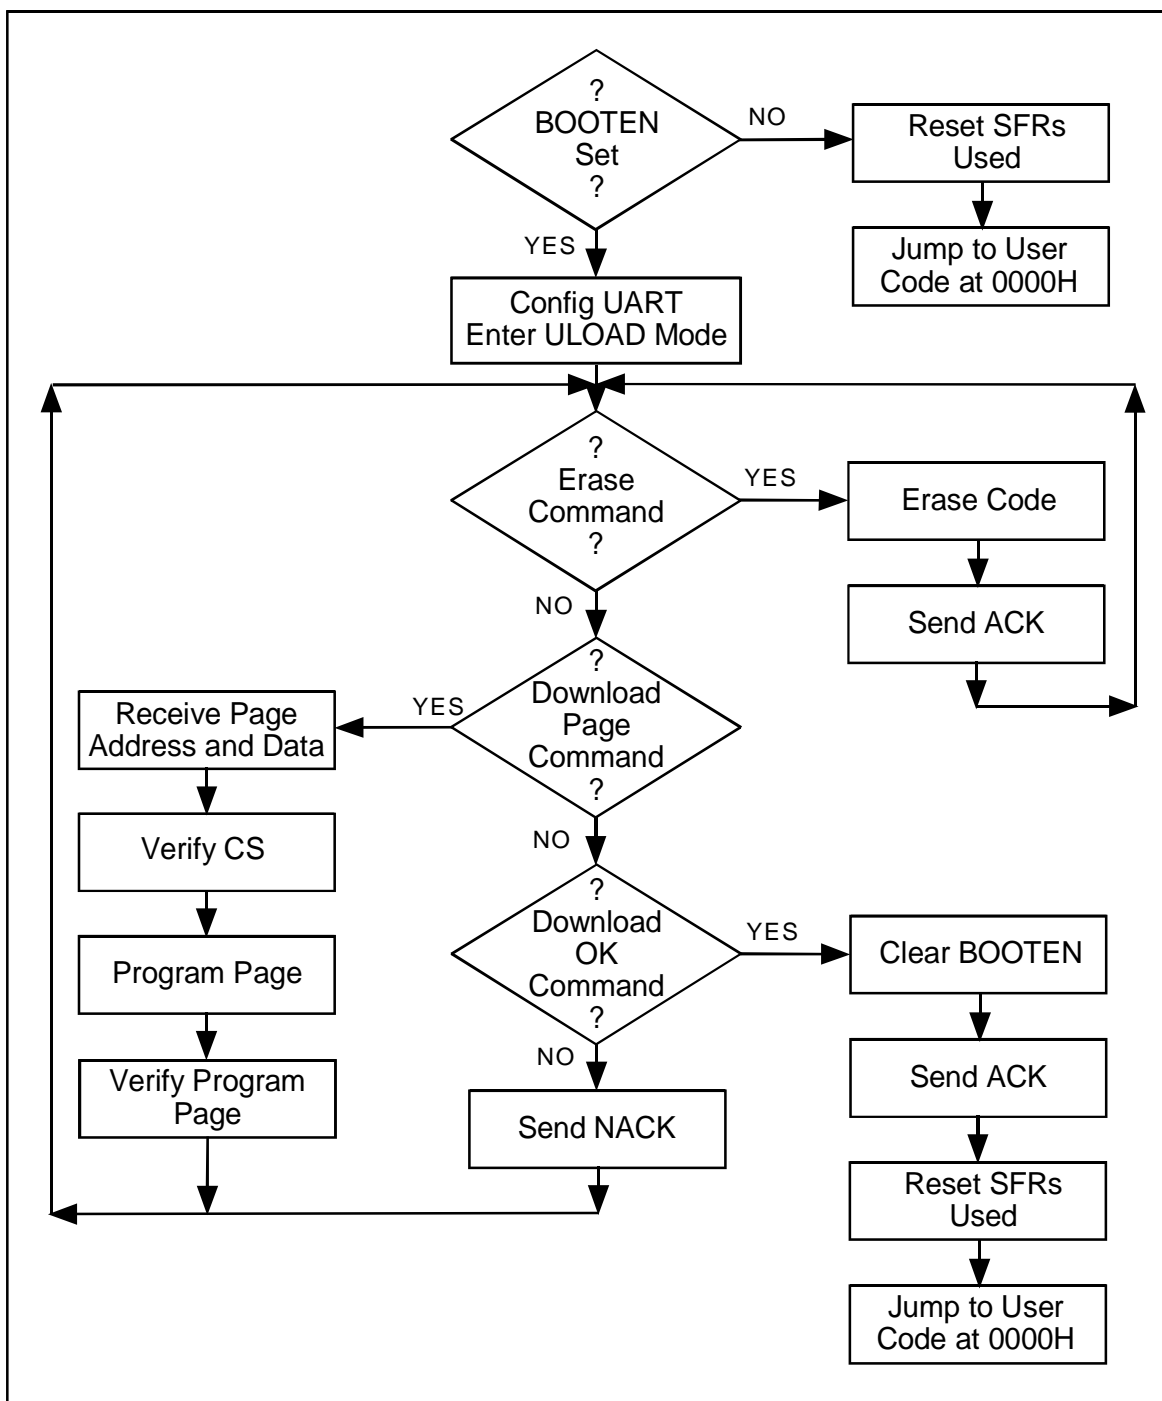 ?
BOOTEN
Set
?
NO
Reset SFRs
Used
YES
Jump to User
Code at 0000H
Config UART
Enter ULOAD Mode
?
Erase
Command
?
YES
Erase Code
NO
Send ACK
?
Download
Page
Command
?
YES
Receive Page
Address and Data
Verify CS
NO
?
Download
OK
Command
?
YES
Clear BOOTEN
Program Page
NO
Send ACK
Verify Program
Page
Send NACK
Reset SFRs
Used
Jump to User
Code at 0000H